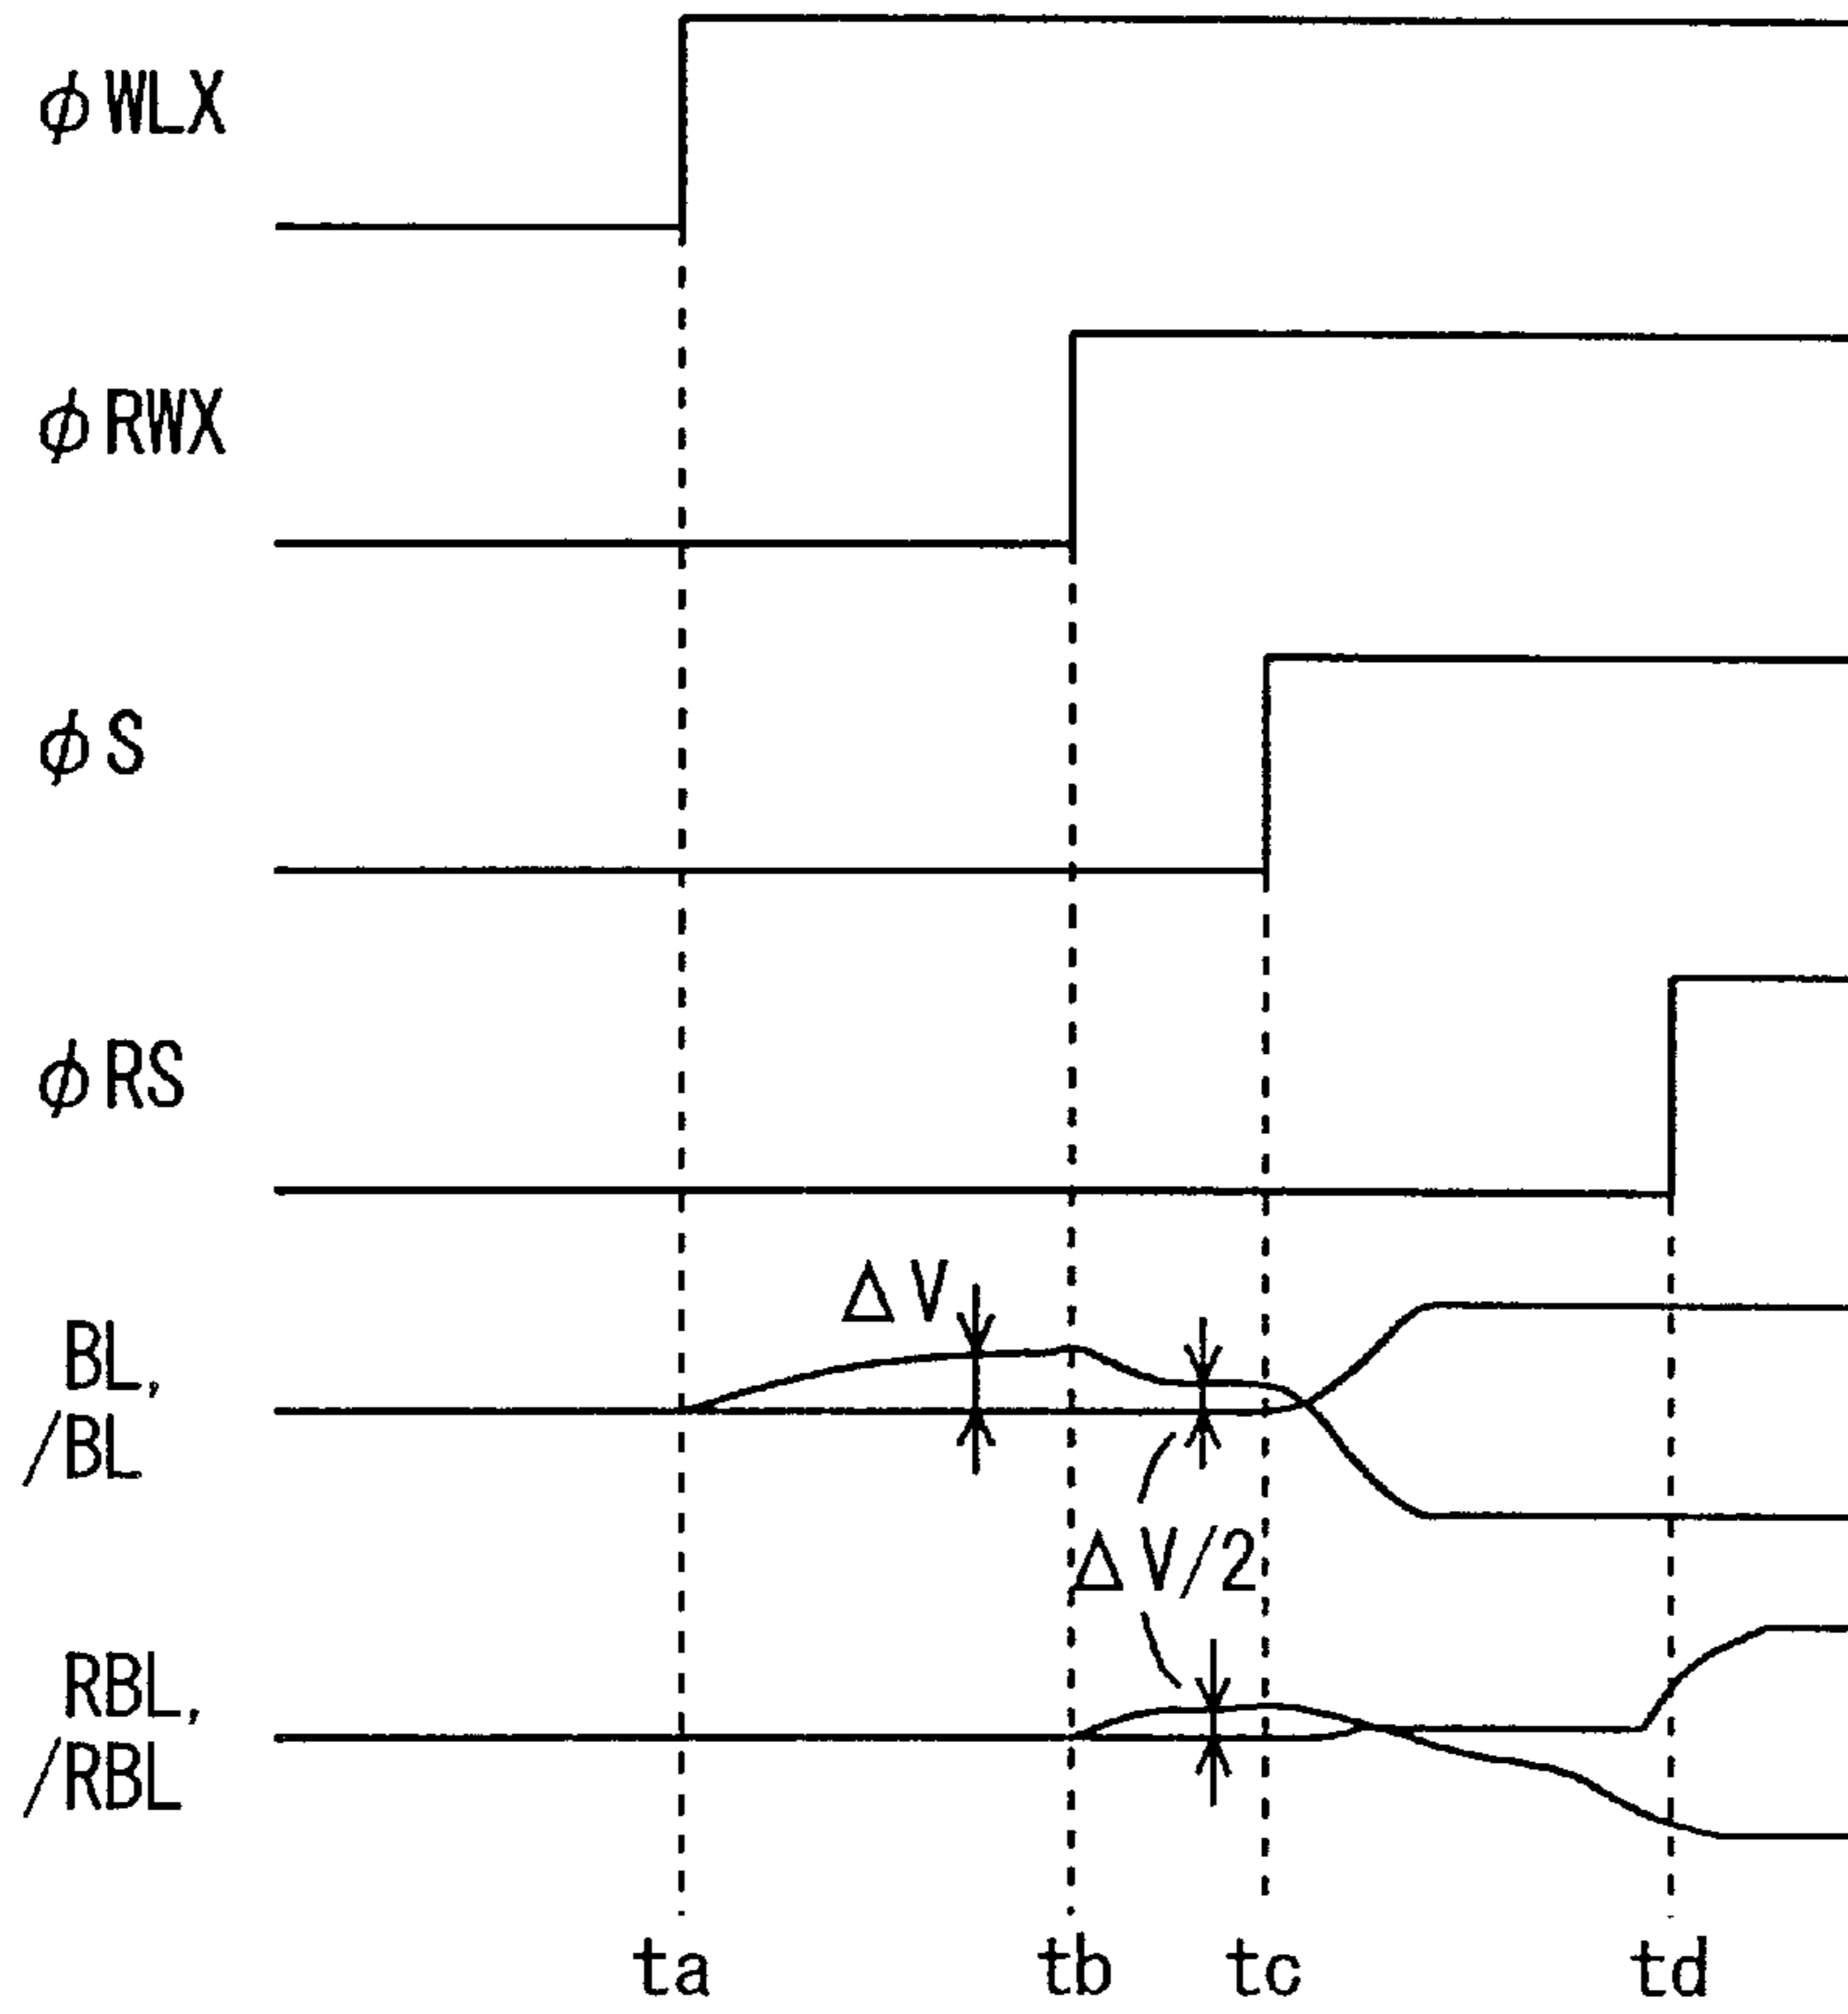 ϕWLX
ϕRWX
ϕS
ϕRS
ΔV
BL,
/BL
ΔV/2
RBL,
/RBL
ta tb tc td